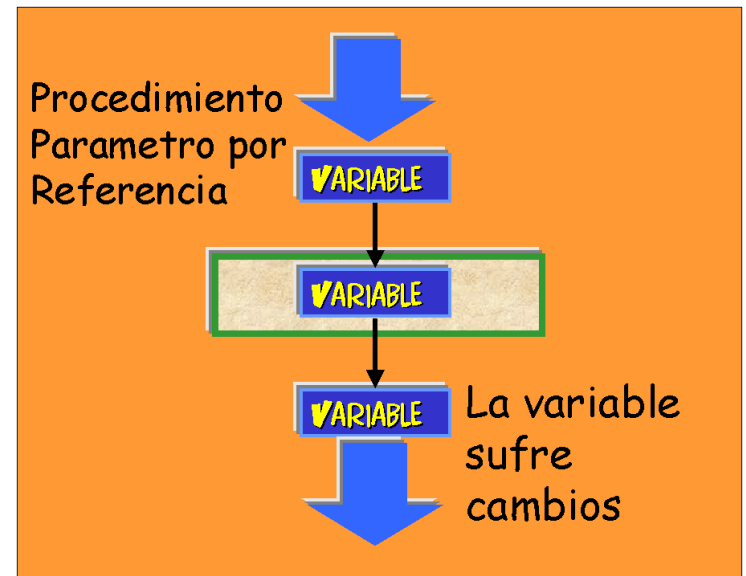 Procedimiento
Parametro por
Referencia
VARIABLE
VARIABLE
VARIABLE
La variable
sufre
cambios